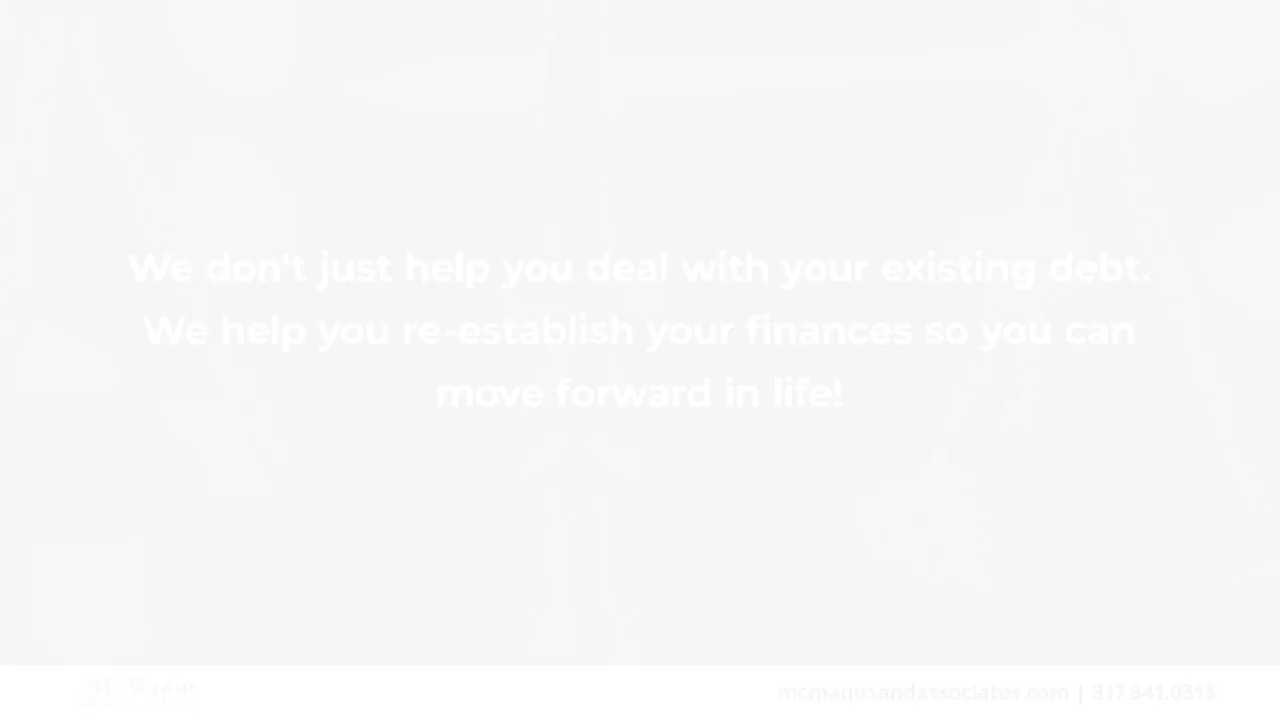 We don't just help you deal with your existing debt.
We help you re-establish your finances so you can
move forward in life!
McManus
mcmanusandassociates.com | 317.841.0315